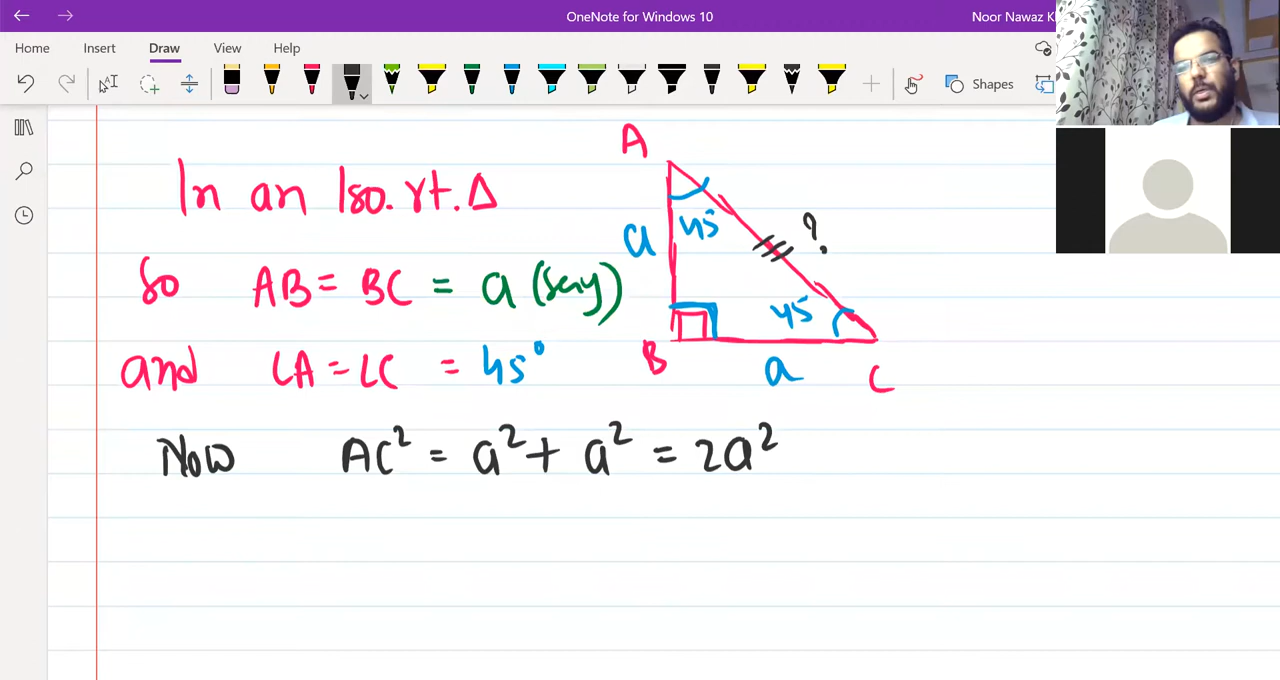 OneNote for Windows 10
Noor Nawaz K
Home Insert Draw View Help
Shapes
In an Iso. rt. Δ
So AB = BC = a (say)
and ∠A = ∠C = 45°
Now AC² = a² + a² = 2a²
A
45
?
a
45
B
a
C